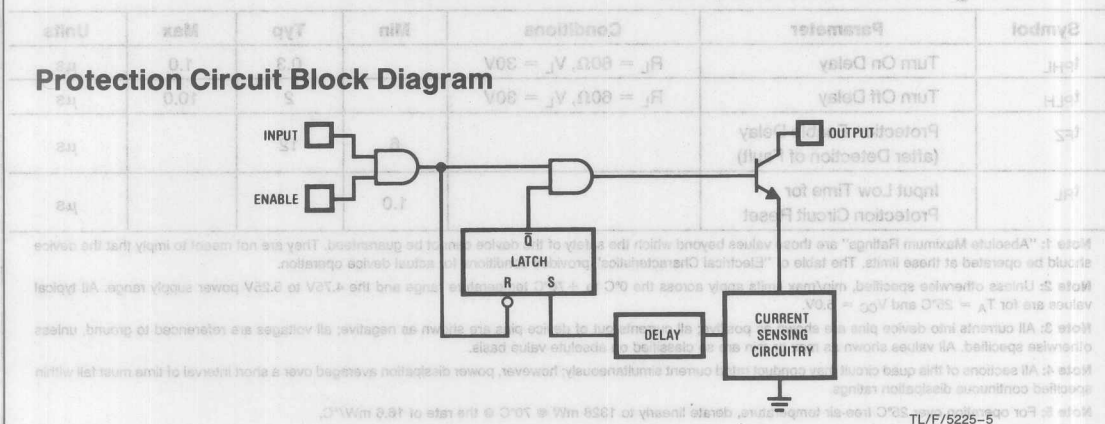 Protection Circuit Block Diagram
INPUT
ENABLE
OUTPUT
Q̅
LATCH
R S
DELAY
CURRENT
SENSING
CIRCUITRY
TL/F/5225–5
Symbol Parameter Conditions Min Typ Max Units
tPHL Turn On Delay RL = 60Ω, VL = 30V 0.3 1.0 μs
tPLH Turn Off Delay RL = 60Ω, VL = 30V 2 10.0 μs
tFZ Protection Delay 6 12 μs
(after Detection of Fault)
Input Low Time for 1.0 μs
Protection Circuit Reset
Note 1: "Absolute Maximum Ratings" are those values beyond which the safety of the device cannot be guaranteed. They are not meant to imply that the device
should be operated at these limits. The table of "Electrical Characteristics" provides conditions for actual device operation.
Note 2: Unless otherwise specified, min/max limits apply across the 0°C to +70°C temperature range and the 4.75V to 5.25V power supply range. All typical
values are for TA = 25°C and VCC = 5.0V.
Note 3: All currents into device pins are shown as positive; all currents out of device pins are shown as negative; all voltages are referenced to ground, unless
otherwise specified. All values shown as max or min are so classified on absolute value basis.
Note 4: All sections of this quad circuit may conduct rated current simultaneously; however, power dissipation averaged over a short interval of time must fall within
specified continuous dissipation ratings.
Note 5: For operation over 25°C free-air temperature, derate linearly to 1328 mW @ 70°C @ the rate of 16.6 mW/°C.